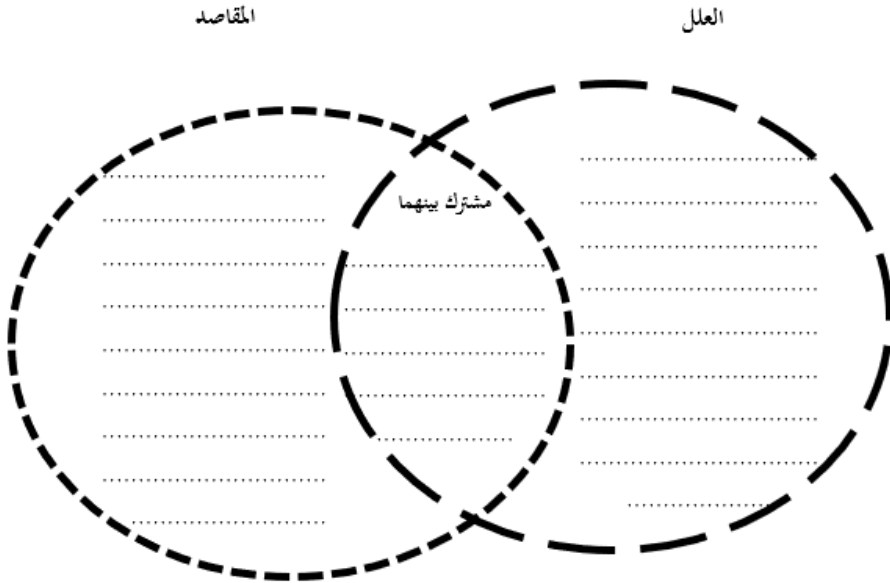 العلل
المقاصد
مشترك بينهما